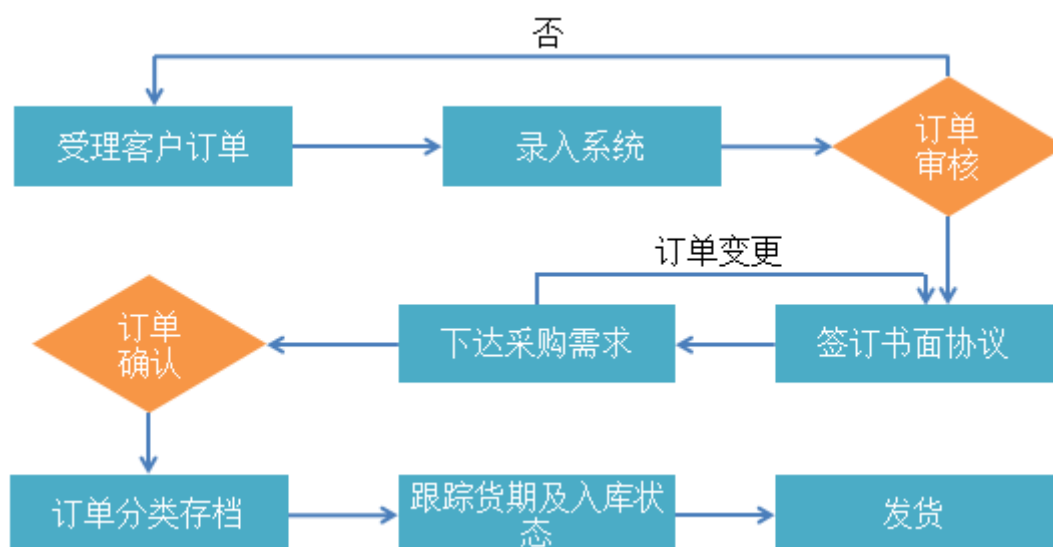 否
受理客户订单
录入系统
订单
审核
订单变更
订单
确认
下达采购需求
签订书面协议
订单分类存档
跟踪货期及入库状
态
发货